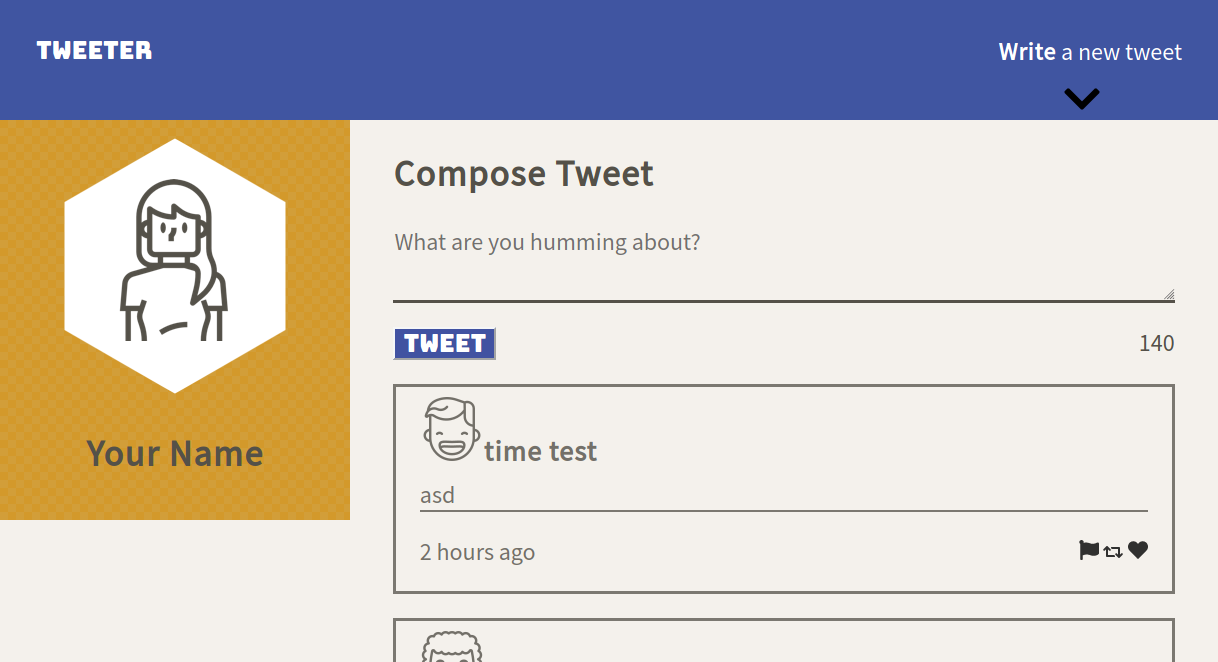 TWEETER
Write a new tweet
Your Name
Compose Tweet
What are you humming about?
TWEET
140
time test
asd
2 hours ago